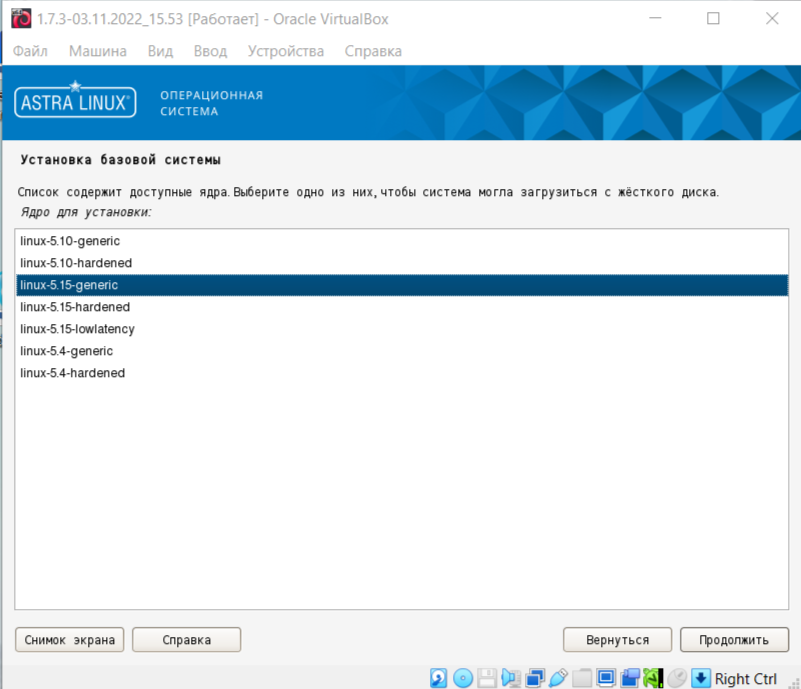 1.7.3-03.11.2022_15.53 [Работает] - Oracle VirtualBox
Файл Машина Вид Ввод Устройства Справка
ASTRA LINUX® ОПЕРАЦИОННАЯ СИСТЕМА
Установка базовой системы
Список содержит доступные ядра. Выберите одно из них, чтобы система могла загрузиться с жёсткого диска.
Ядро для установки:
linux-5.10-generic
linux-5.10-hardened
linux-5.15-generic
linux-5.15-hardened
linux-5.15-lowlatency
linux-5.4-generic
linux-5.4-hardened
Снимок экрана Справка Вернуться Продолжить
Right Ctrl